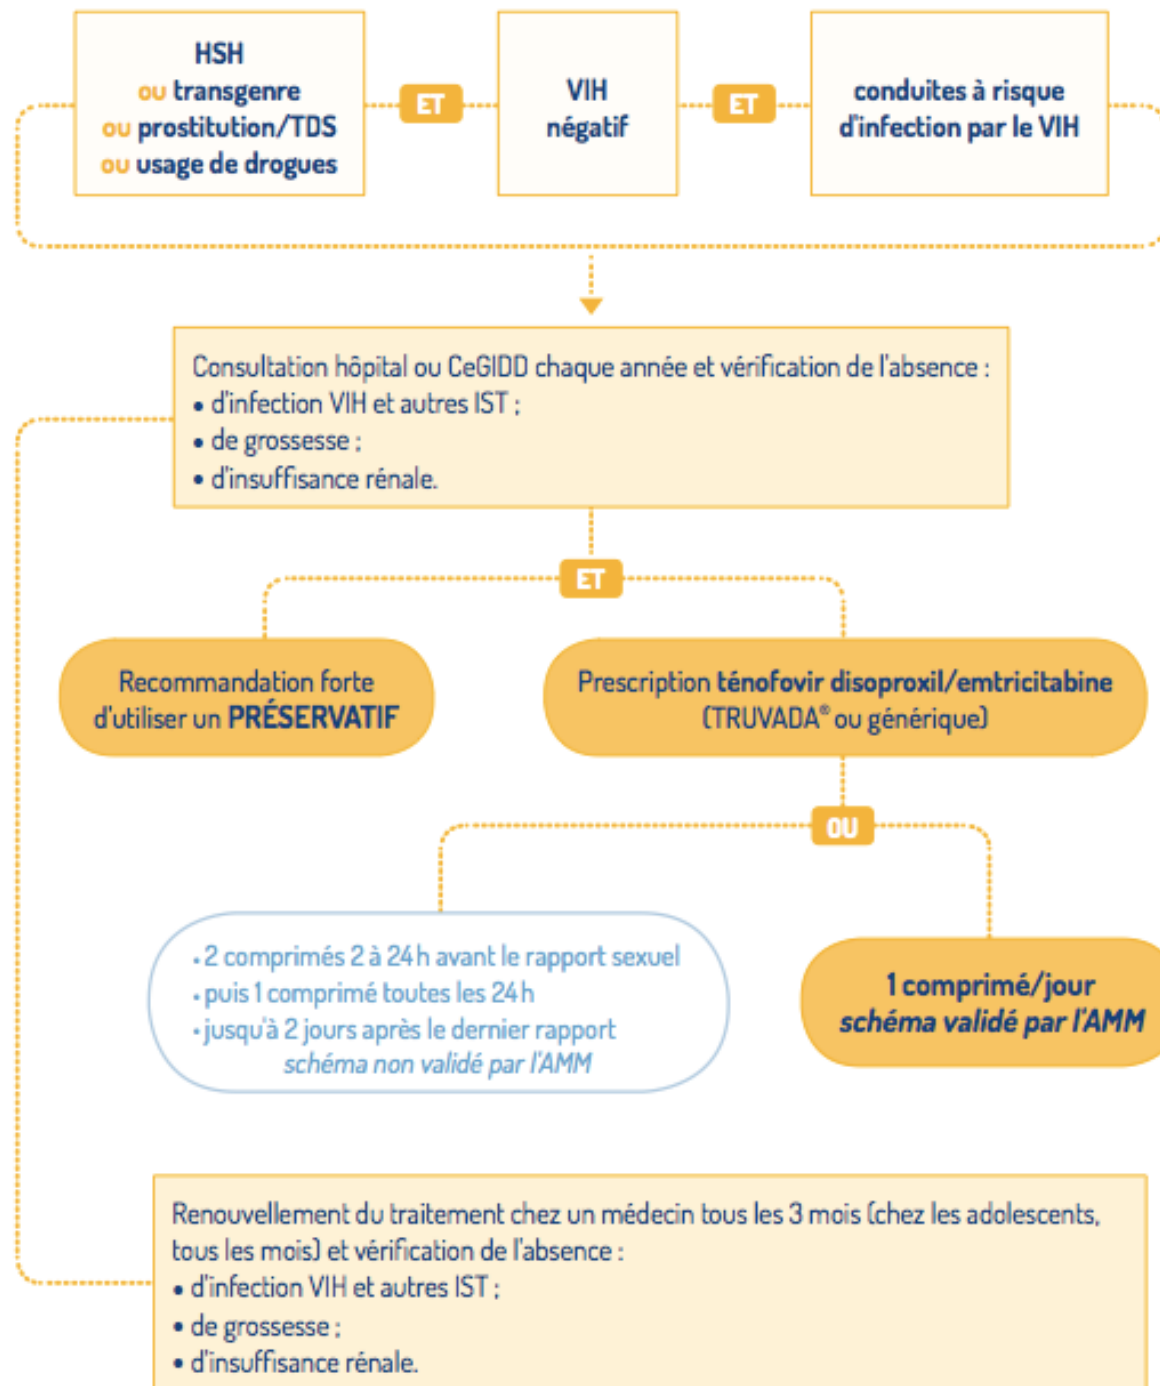 HSH
ou transgenre
ou prostitution/TDS
ou usage de drogues
ET
VIH
négatif
ET
conduites à risque
d'infection par le VIH
Consultation hôpital ou CeGIDD chaque année et vérification de l'absence :
• d'infection VIH et autres IST ;
• de grossesse ;
• d'insuffisance rénale.
ET
Recommandation forte
d'utiliser un PRÉSERVATIF
Prescription ténofovir disoproxil/emtricitabine
(TRUVADA® ou générique)
OU
• 2 comprimés 2 à 24 h avant le rapport sexuel
• puis 1 comprimé toutes les 24 h
• jusqu'à 2 jours après le dernier rapport
schéma non validé par l'AMM
1 comprimé/jour
schéma validé par l'AMM
Renouvellement du traitement chez un médecin tous les 3 mois (chez les adolescents,
tous les mois) et vérification de l'absence :
• d'infection VIH et autres IST ;
• de grossesse ;
• d'insuffisance rénale.